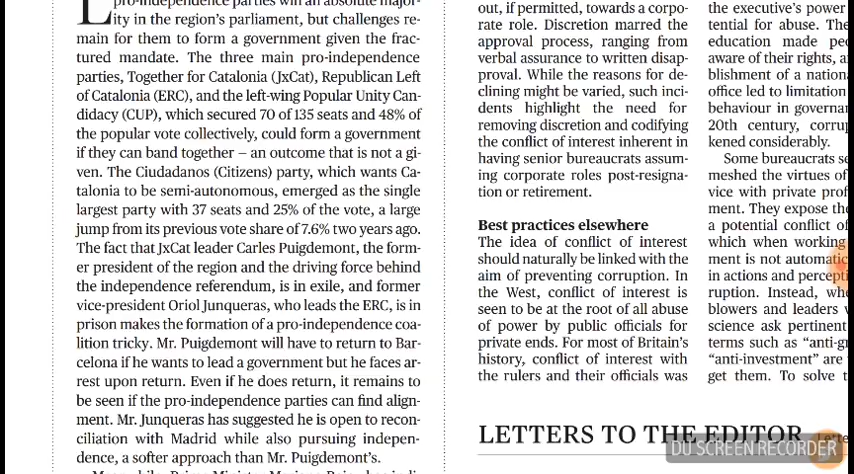 pro-independence parties win an absolute major-
ity in the region's parliament, but challenges re-
main for them to form a government given the frac-
tured mandate. The three main pro-independence
parties, Together for Catalonia (JxCat), Republican Left
of Catalonia (ERC), and the left-wing Popular Unity Can-
didacy (CUP), which secured 70 of 135 seats and 48% of
the popular vote collectively, could form a government
if they can band together – an outcome that is not a gi-
ven. The Ciudadanos (Citizens) party, which wants Ca-
talonia to be semi-autonomous, emerged as the single
largest party with 37 seats and 25% of the vote, a large
jump from its previous vote share of 7.6% two years ago.
The fact that JxCat leader Carles Puigdemont, the form-
er president of the region and the driving force behind
the independence referendum, is in exile, and former
vice-president Oriol Junqueras, who leads the ERC, is in
prison makes the formation of a pro-independence coa-
lition tricky. Mr. Puigdemont will have to return to Bar-
celona if he wants to lead a government but he faces ar-
rest upon return. Even if he does return, it remains to
be seen if the pro-independence parties can find align-
ment. Mr. Junqueras has suggested he is open to recon-
ciliation with Madrid while also pursuing indepen-
dence, a softer approach than Mr. Puigdemont's.
out, if permitted, towards a corpo-
rate role. Discretion marred the
approval process, ranging from
verbal assurance to written disap-
proval. While the reasons for de-
clining might be varied, such inci-
dents highlight the need for
removing discretion and codifying
the conflict of interest inherent in
having senior bureaucrats assum-
ing corporate roles post-resigna-
tion or retirement.
Best practices elsewhere
The idea of conflict of interest
should naturally be linked with the
aim of preventing corruption. In
the West, conflict of interest is
seen to be at the root of all abuse
of power by public officials for
private ends. For most of Britain's
history, conflict of interest with
the rulers and their officials was
the executive's power
tential for abuse. The
education made pe
aware of their rights, a
blishment of a nation
office led to limitation
behaviour in governa
20th century, corrup
kened considerably.
Some bureaucrats se
meshed the virtues of
vice with private prof
ment. They expose the
a potential conflict of
which when working
ment is not automatic
in actions and percepti
ruption. Instead, whe
blowers and leaders
science ask pertinent
terms such as "anti-g
"anti-investment" are
get them. To solve t
LETTERS TO THE EDITOR Lette
DU SCREEN RECORDER